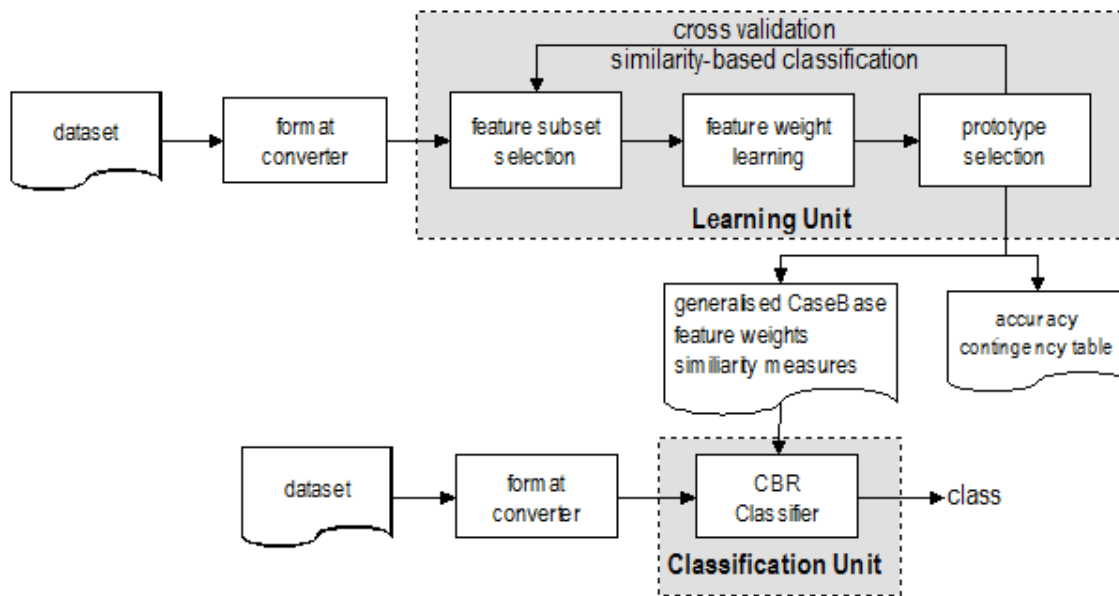 cross validation
similarity-based classification
dataset
format
converter
feature subset
selection
feature weight
learning
prototype
selection
Learning Unit
generalised CaseBase
feature weights
similiarity measures
accuracy
contingency table
dataset
format
converter
CBR
Classifier
class
Classification Unit